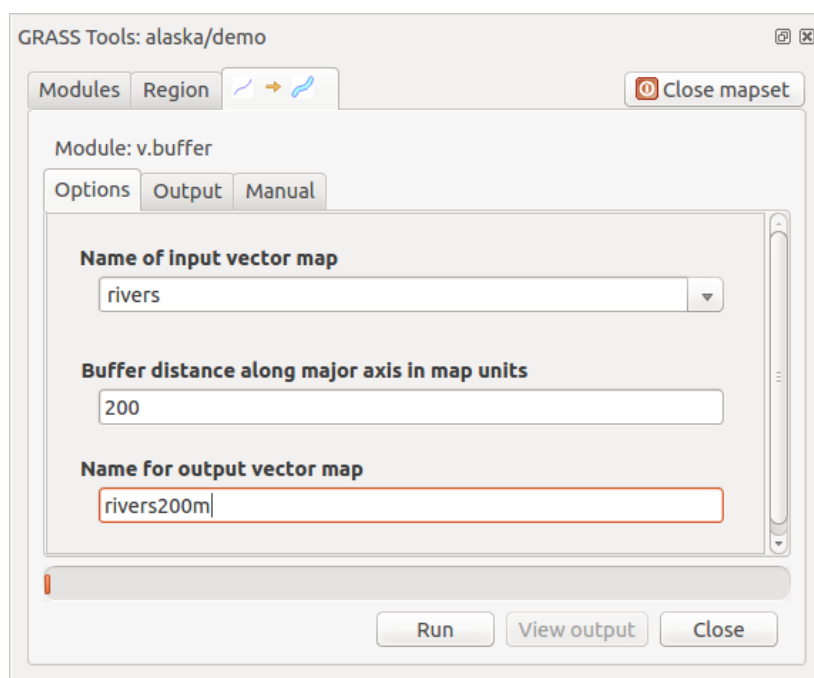 GRASS Tools: alaska/demo
Modules Region Close mapset
Module: v.buffer
Options Output Manual
Name of input vector map
rivers
Buffer distance along major axis in map units
200
Name for output vector map
rivers200m
Run View output Close